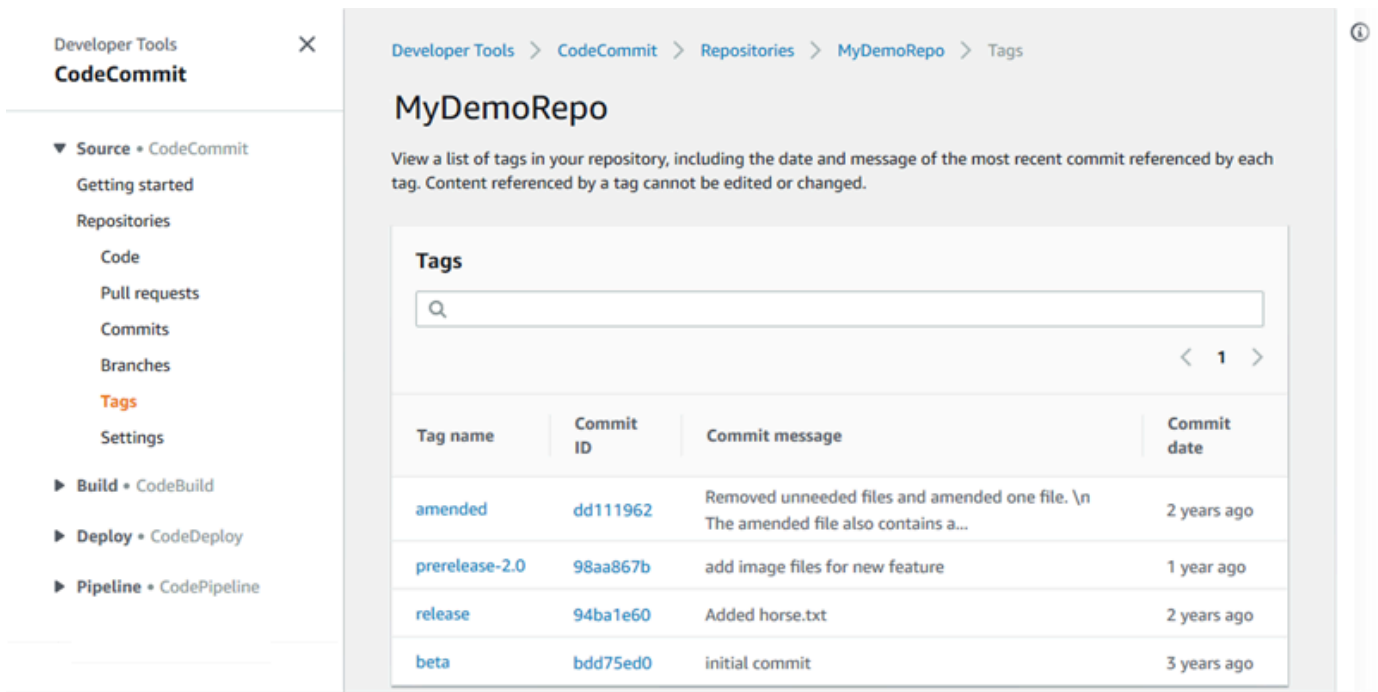 Developer Tools
CodeCommit
▼ Source • CodeCommit
Getting started
Repositories
Code
Pull requests
Commits
Branches
Tags
Settings
▶ Build • CodeBuild
▶ Deploy • CodeDeploy
▶ Pipeline • CodePipeline
Developer Tools > CodeCommit > Repositories > MyDemoRepo > Tags
MyDemoRepo
View a list of tags in your repository, including the date and message of the most recent commit referenced by each
tag. Content referenced by a tag cannot be edited or changed.
Tags
< 1 >
Tag name Commit ID Commit message Commit date
amended dd111962 Removed unneeded files and amended one file. \n 2 years ago
The amended file also contains a...
prerelease-2.0 98aa867b add image files for new feature 1 year ago
release 94ba1e60 Added horse.txt 2 years ago
beta bdd75ed0 initial commit 3 years ago